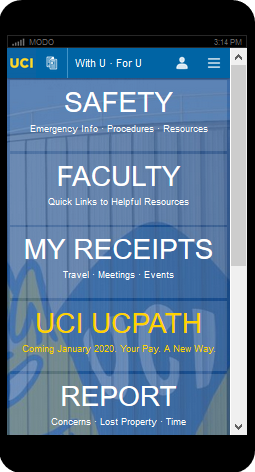 MODO 3:14 PM
UCI With U · For U
SAFETY
Emergency Info · Procedures · Resources
FACULTY
Quick Links to Helpful Resources
MY RECEIPTS
Travel · Meetings · Events
UCI UCPATH
Coming January 2020. Your Pay. A New Way.
UCI
REPORT
Concerns · Lost Property · Time